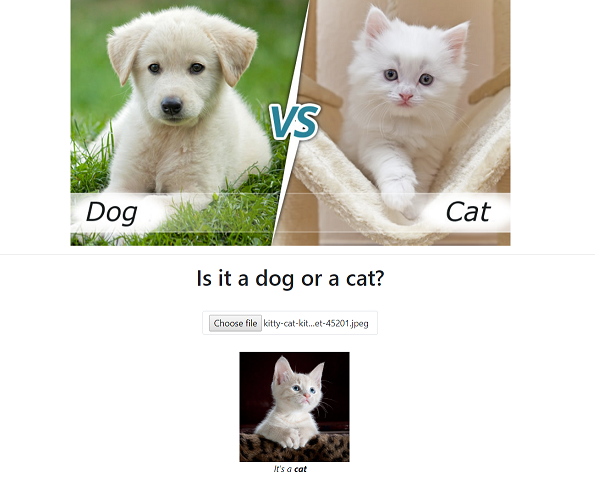 VS
Dog
Cat
Is it a dog or a cat?
Choose file kitty-cat-kit...et-45201.jpeg
It's a cat